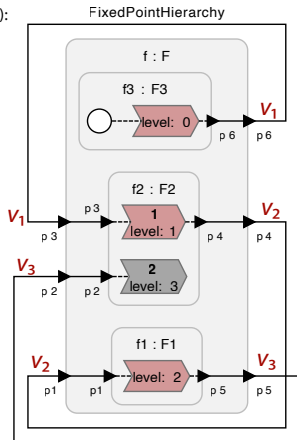 ):
FixedPointHierarchy
f : F
f3 : F3
level: 0
V1
p 6
p 6
f2 : F2
V1
p 3
1
level: 1
V2
p 3
p 4
p 4
V3
2
level: 3
p 2
p 2
f1 : F1
V2
V3
level: 2
p1
p1
p 5
p 5